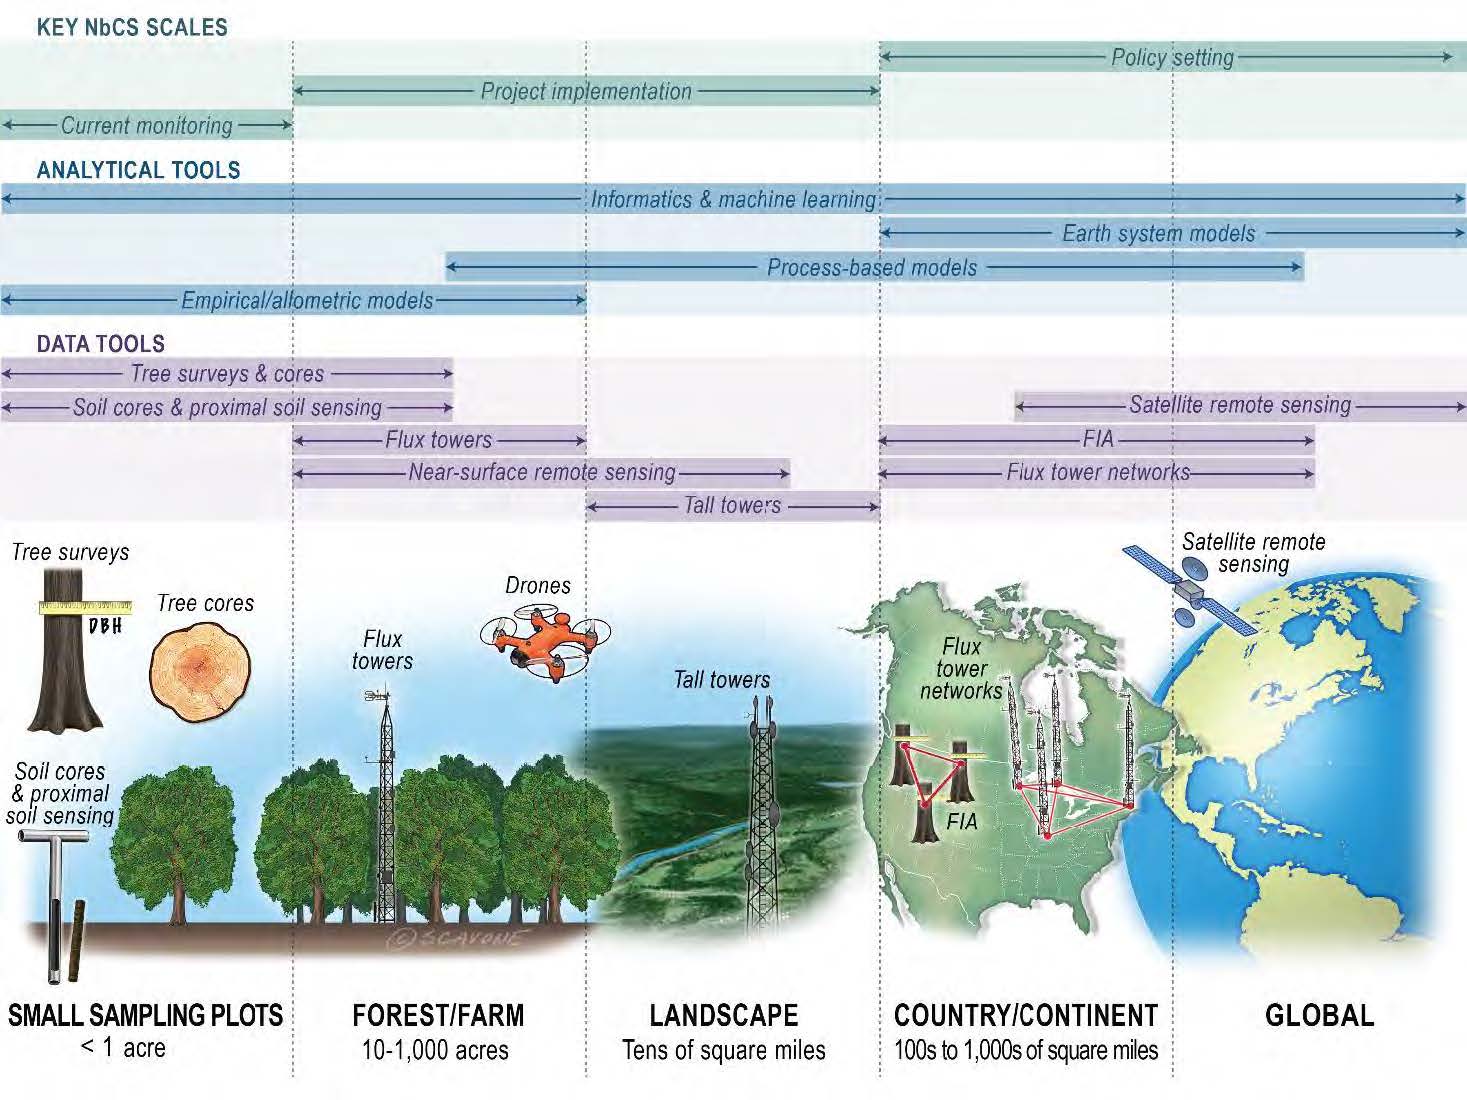 KEY NbCS SCALES
Policy setting
Project implementation
Current monitoring
ANALYTICAL TOOLS
Informatics & machine learning
Earth system models
Process-based models
Empirical/allometric models
DATA TOOLS
Tree surveys & cores
Soil cores & proximal soil sensing
Satellite remote sensing
Flux towers
FIA
Near-surface remote sensing
Flux tower networks
Tall towers
Tree surveys
DBH
Tree cores
Soil cores
& proximal
soil sensing
Flux
towers
Drones
Tall towers
Flux
tower
networks
FIA
Satellite remote
sensing
©SCAVONE
SMALL SAMPLING PLOTS
< 1 acre
FOREST/FARM
10-1,000 acres
LANDSCAPE
Tens of square miles
COUNTRY/CONTINENT
100s to 1,000s of square miles
GLOBAL